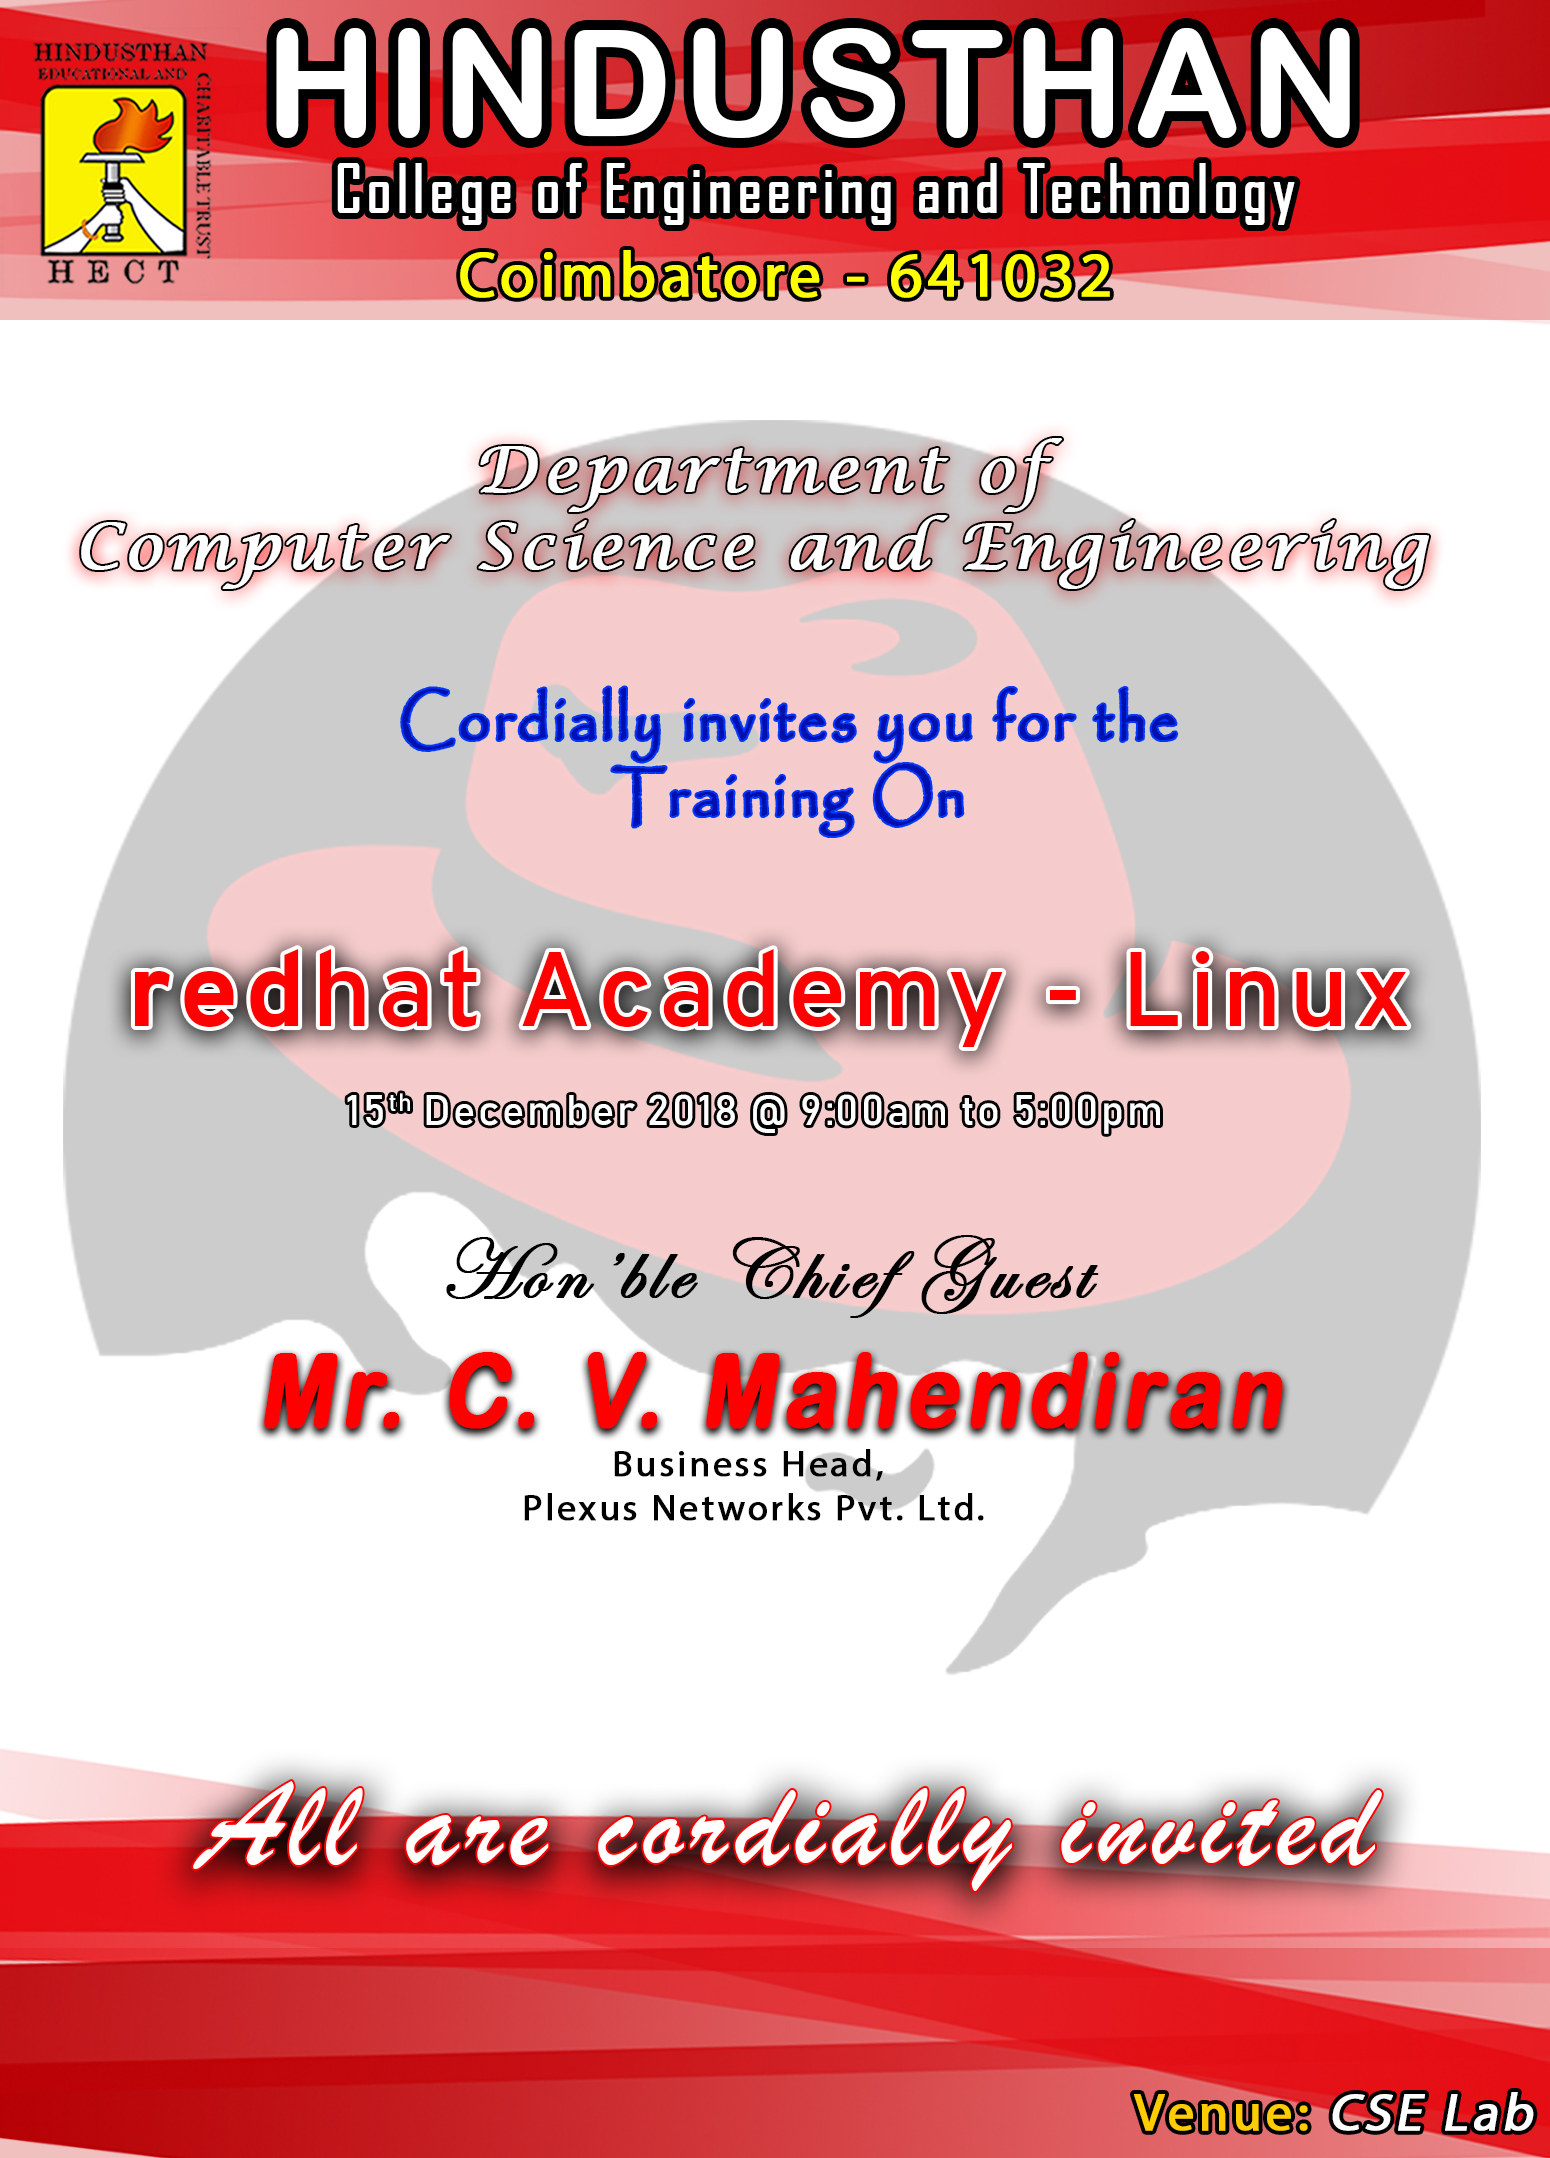 HINDUSTHAN
EDUCATIONAL AND
CHARITABLE TRUST
HECT
HINDUSTHAN
College of Engineering and Technology
Coimbatore - 641032
Department of
Computer Science and Engineering
Cordially invites you for the
Training On
redhat Academy - Linux
15th December 2018 @ 9:00am to 5:00pm
Hon'ble Chief Guest
Mr. C. V. Mahendiran
Business Head,
Plexus Networks Pvt. Ltd.
All are cordially invited
Venue: CSE Lab